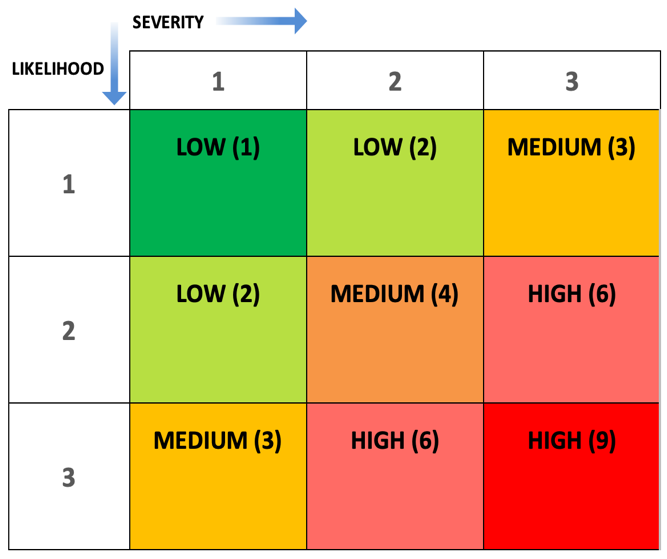 SEVERITY
LIKELIHOOD
1 2 3
1 LOW (1) LOW (2) MEDIUM (3)
2 LOW (2) MEDIUM (4) HIGH (6)
3 MEDIUM (3) HIGH (6) HIGH (9)